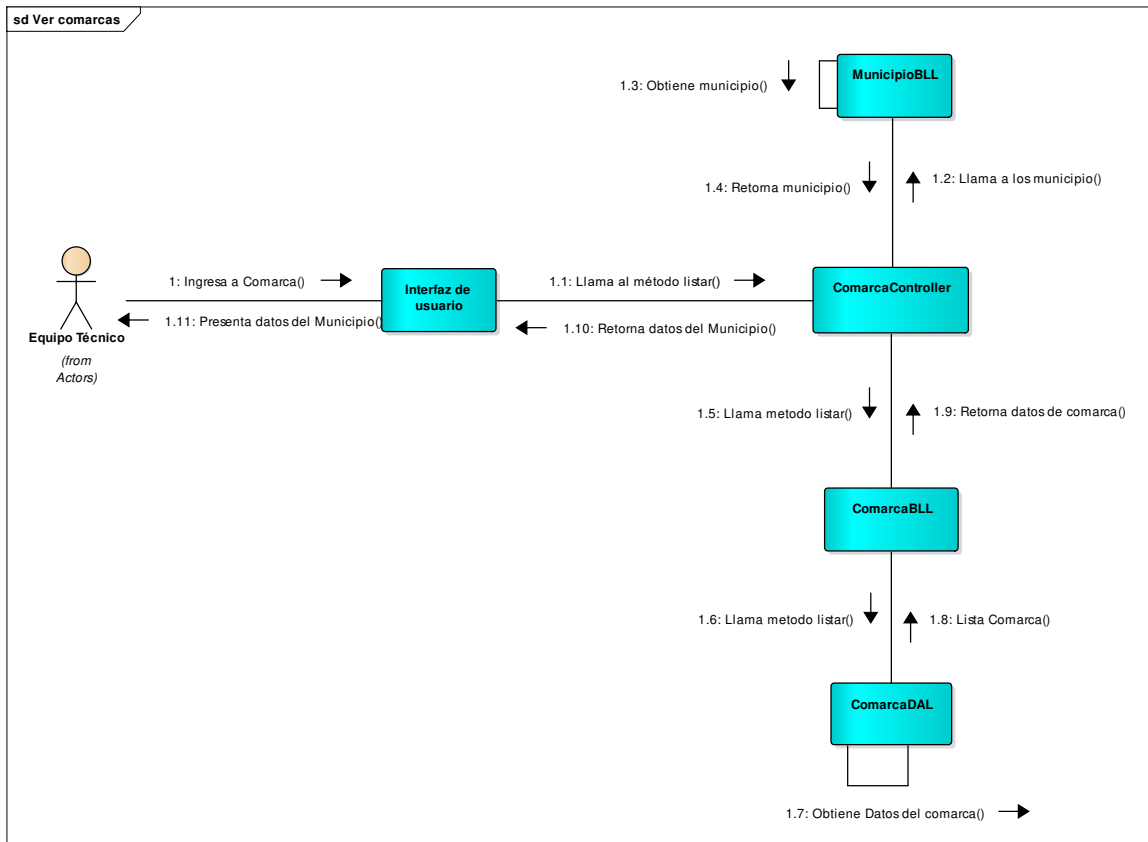 sd Ver comarcas
MunicipioBLL
1.3: Obtiene municipio()
1.4: Retorna municipio()
1.2: Llama a los municipio()
1: Ingresa a Comarca()
1.1: Llama al método listar()
ComarcaController
Interfaz de
usuario
1.11: Presenta datos del Municipio()
1.10: Retorna datos del Municipio()
Equipo Técnico
(from
Actors)
1.5: Llama metodo listar()
1.9: Retorna datos de comarca()
ComarcaBLL
1.6: Llama metodo listar()
1.8: Lista Comarca()
ComarcaDAL
1.7: Obtiene Datos del comarca()